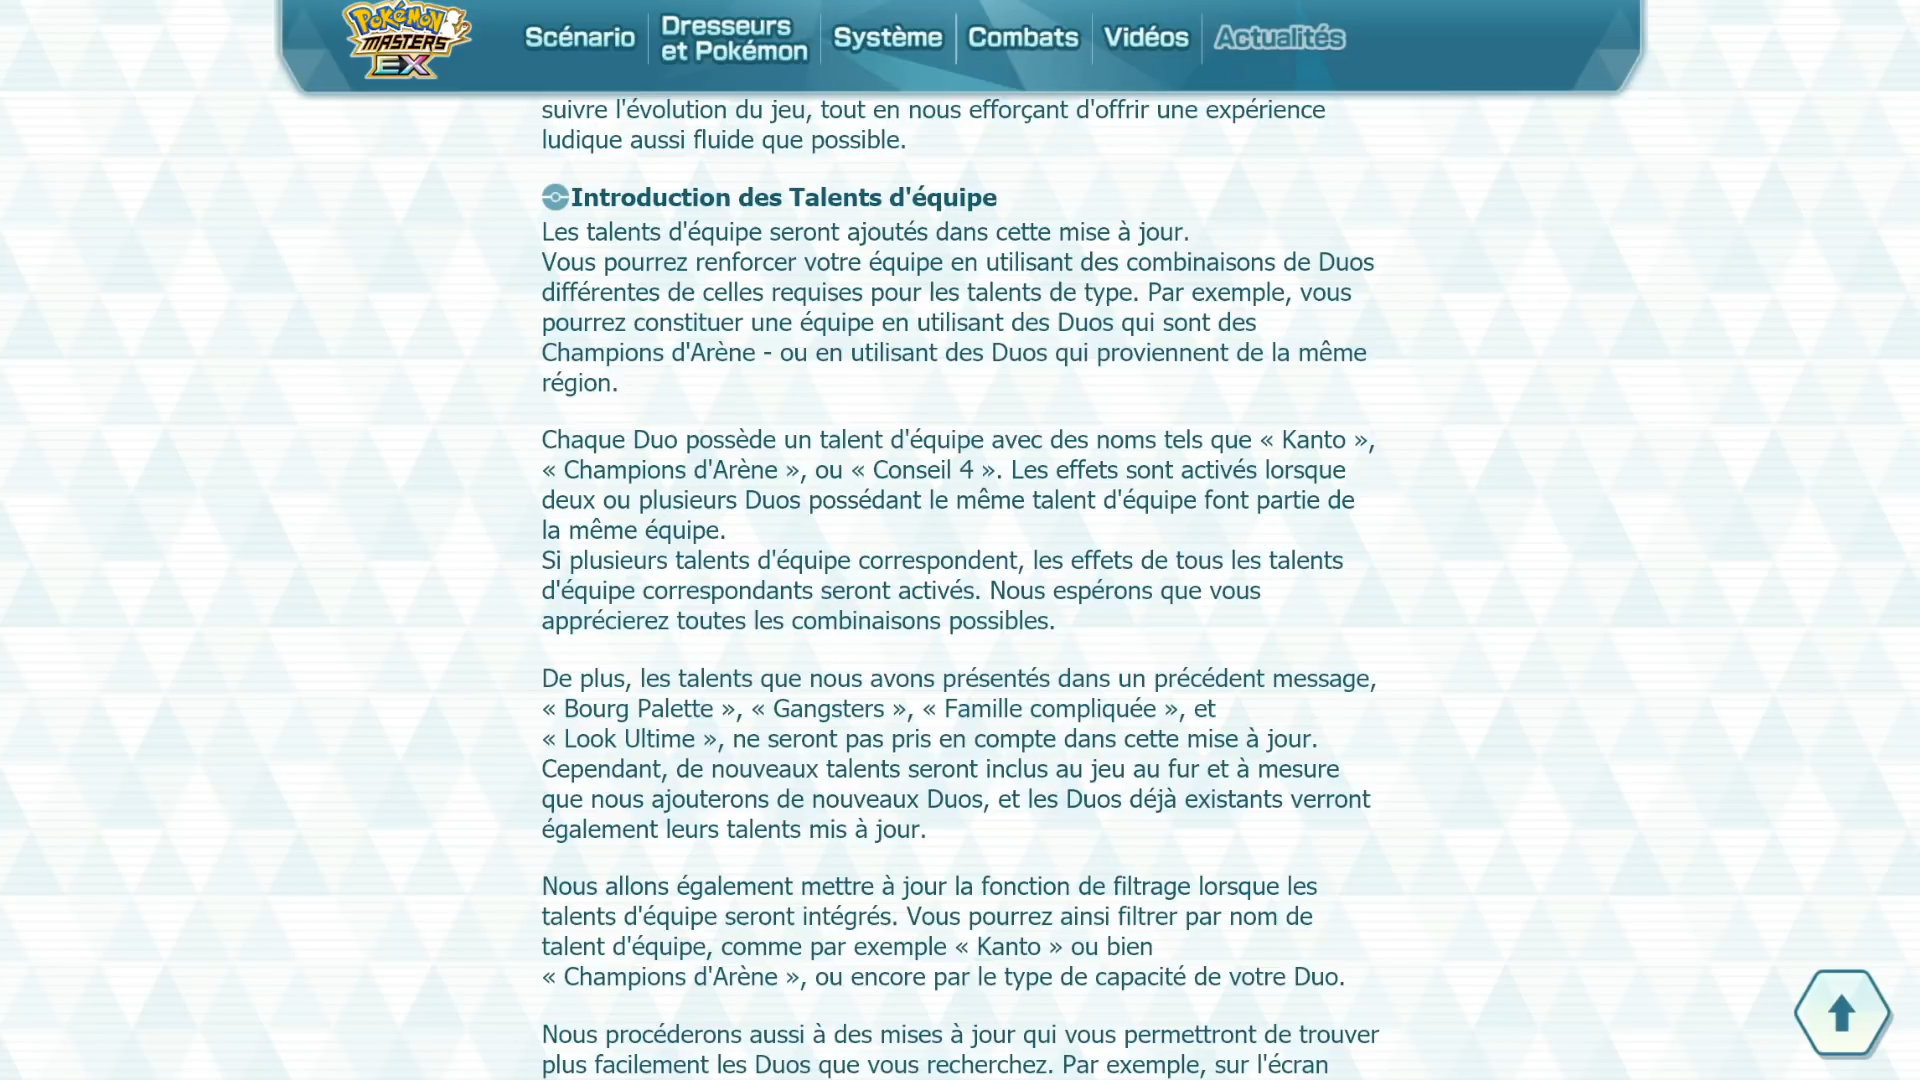 Pokémon
MASTERS
EX
Scénario
Dresseurs
et Pokémon
Système
Combats
Vidéos
Actualités
suivre l'évolution du jeu, tout en nous efforçant d'offrir une expérience
ludique aussi fluide que possible.
Introduction des Talents d'équipe
Les talents d'équipe seront ajoutés dans cette mise à jour.
Vous pourrez renforcer votre équipe en utilisant des combinaisons de Duos
différentes de celles requises pour les talents de type. Par exemple, vous
pourrez constituer une équipe en utilisant des Duos qui sont des
Champions d'Arène - ou en utilisant des Duos qui proviennent de la même
région.
Chaque Duo possède un talent d'équipe avec des noms tels que « Kanto »,
« Champions d'Arène », ou « Conseil 4 ». Les effets sont activés lorsque
deux ou plusieurs Duos possédant le même talent d'équipe font partie de
la même équipe.
Si plusieurs talents d'équipe correspondent, les effets de tous les talents
d'équipe correspondants seront activés. Nous espérons que vous
apprécierez toutes les combinaisons possibles.
De plus, les talents que nous avons présentés dans un précédent message,
« Bourg Palette », « Gangsters », « Famille compliquée », et
« Look Ultime », ne seront pas pris en compte dans cette mise à jour.
Cependant, de nouveaux talents seront inclus au jeu au fur et à mesure
que nous ajouterons de nouveaux Duos, et les Duos déjà existants verront
également leurs talents mis à jour.
Nous allons également mettre à jour la fonction de filtrage lorsque les
talents d'équipe seront intégrés. Vous pourrez ainsi filtrer par nom de
talent d'équipe, comme par exemple « Kanto » ou bien
« Champions d'Arène », ou encore par le type de capacité de votre Duo.
Nous procéderons aussi à des mises à jour qui vous permettront de trouver
plus facilement les Duos que vous recherchez. Par exemple, sur l'écran